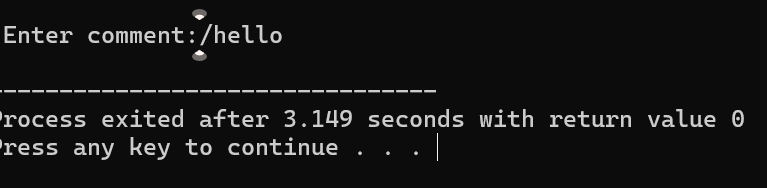 Enter comment:/hello
--------------------------------
Process exited after 3.149 seconds with return value 0
Press any key to continue . . .